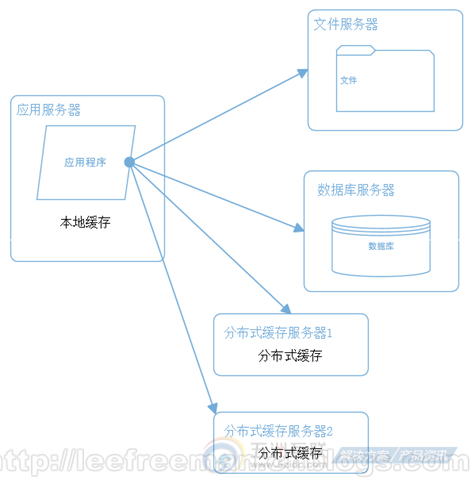 文件服务器
文件
应用服务器
应用程序
本地缓存
数据库服务器
数据库
分布式缓存服务器1
分布式缓存
分布式缓存服务器2
分布式缓存